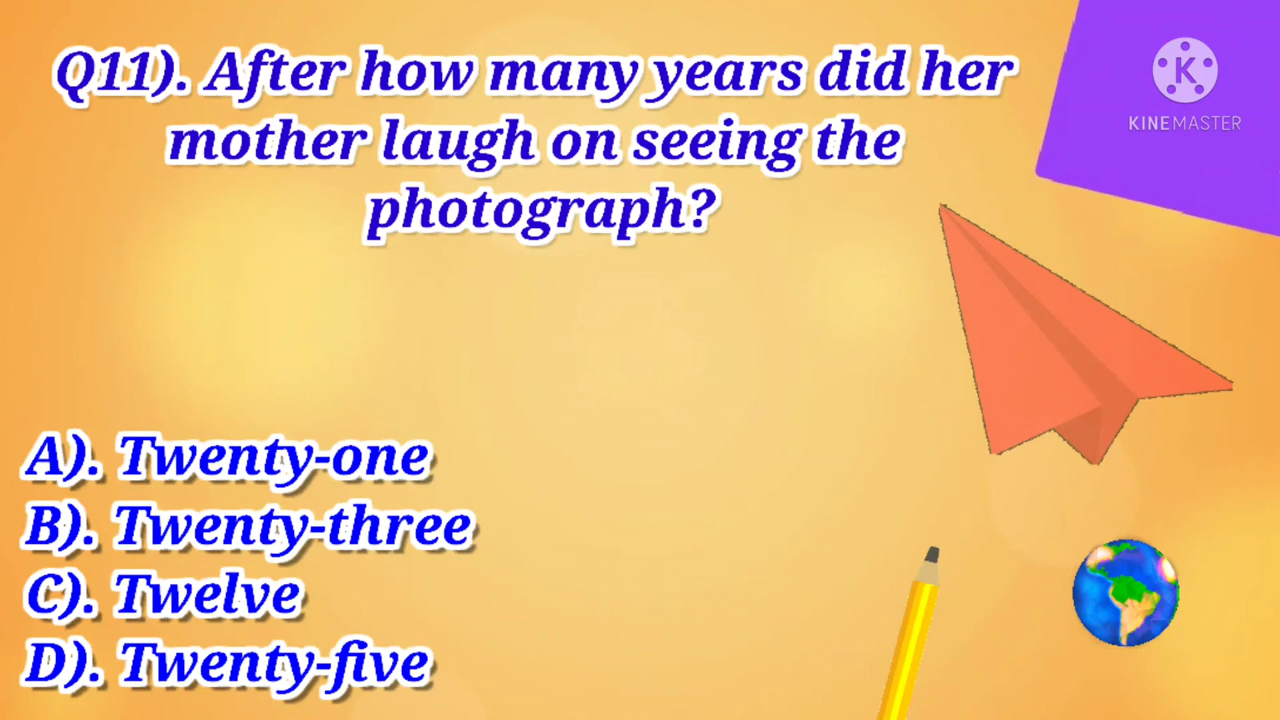 Q11). After how many years did her
mother laugh on seeing the
photograph?
K
KINEMASTER
A). Twenty-one
B). Twenty-three
C). Twelve
D). Twenty-five